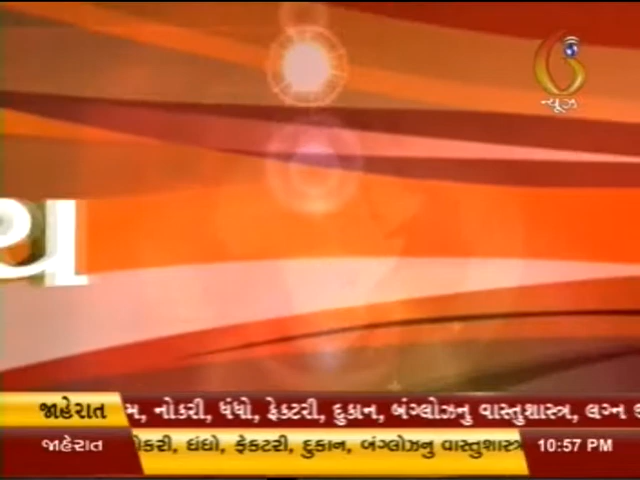 ન્યૂઝ
ય
જાહેરાત મ, નોકરી, ધંધો, ફેક્ટરી, દુકાન, બંગ્લોઝનુ વાસ્તુશાસ્ત્ર, લગ્ન
જાહેરાત ોકરી, ધંધો, ફેક્ટરી, દુકાન, બંગ્લોઝનુ વાસ્તુશાસ્ત્ર 10:57 PM